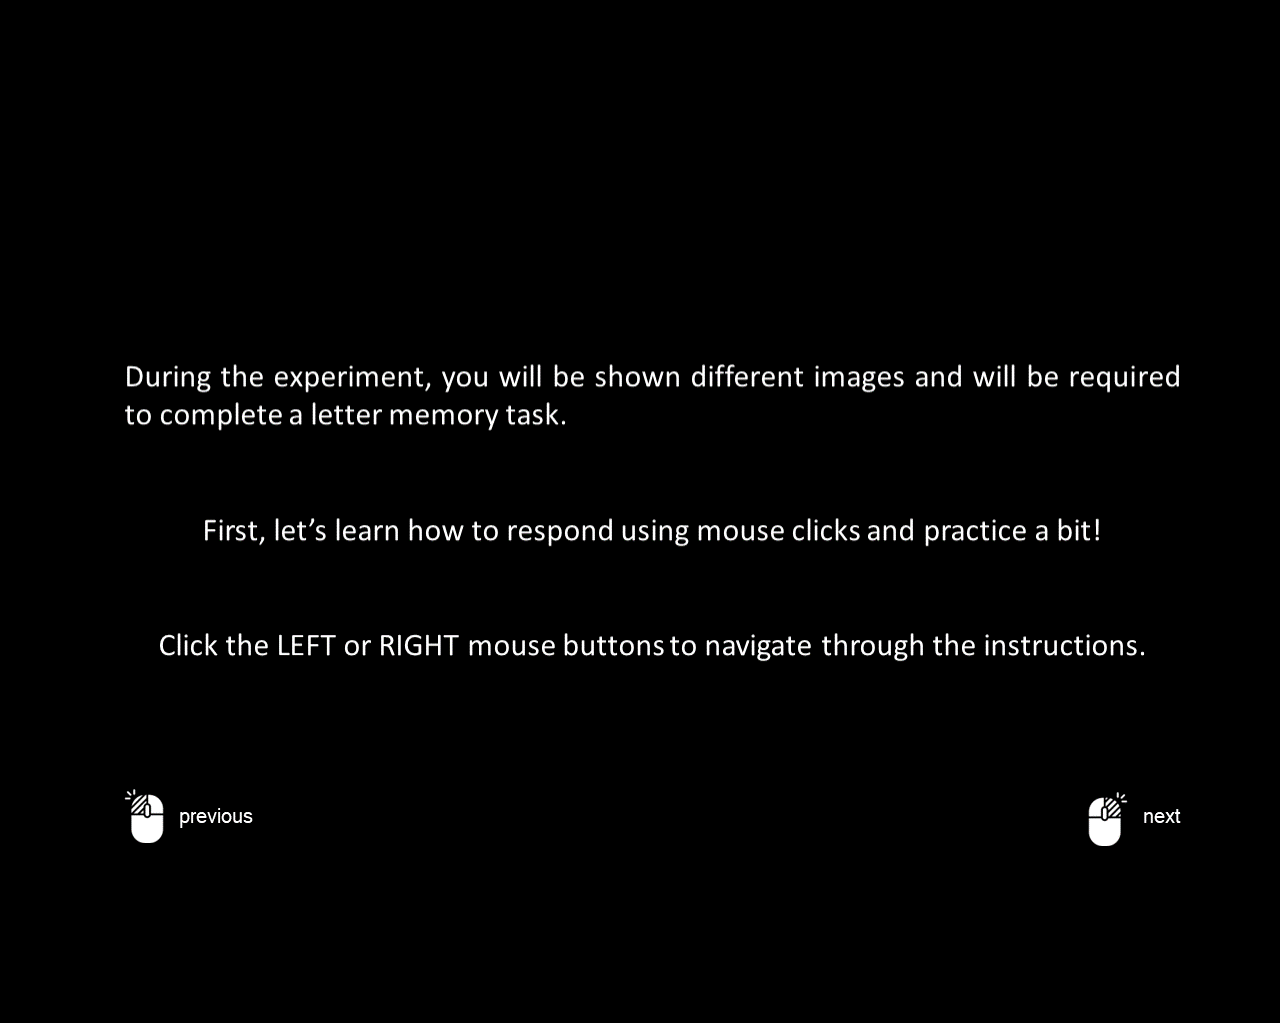 During the experiment, you will be shown different images and will be required
to complete a letter memory task.
First, let’s learn how to respond using mouse clicks and practice a bit!
Click the LEFT or RIGHT mouse buttons to navigate through the instructions.
previous
next